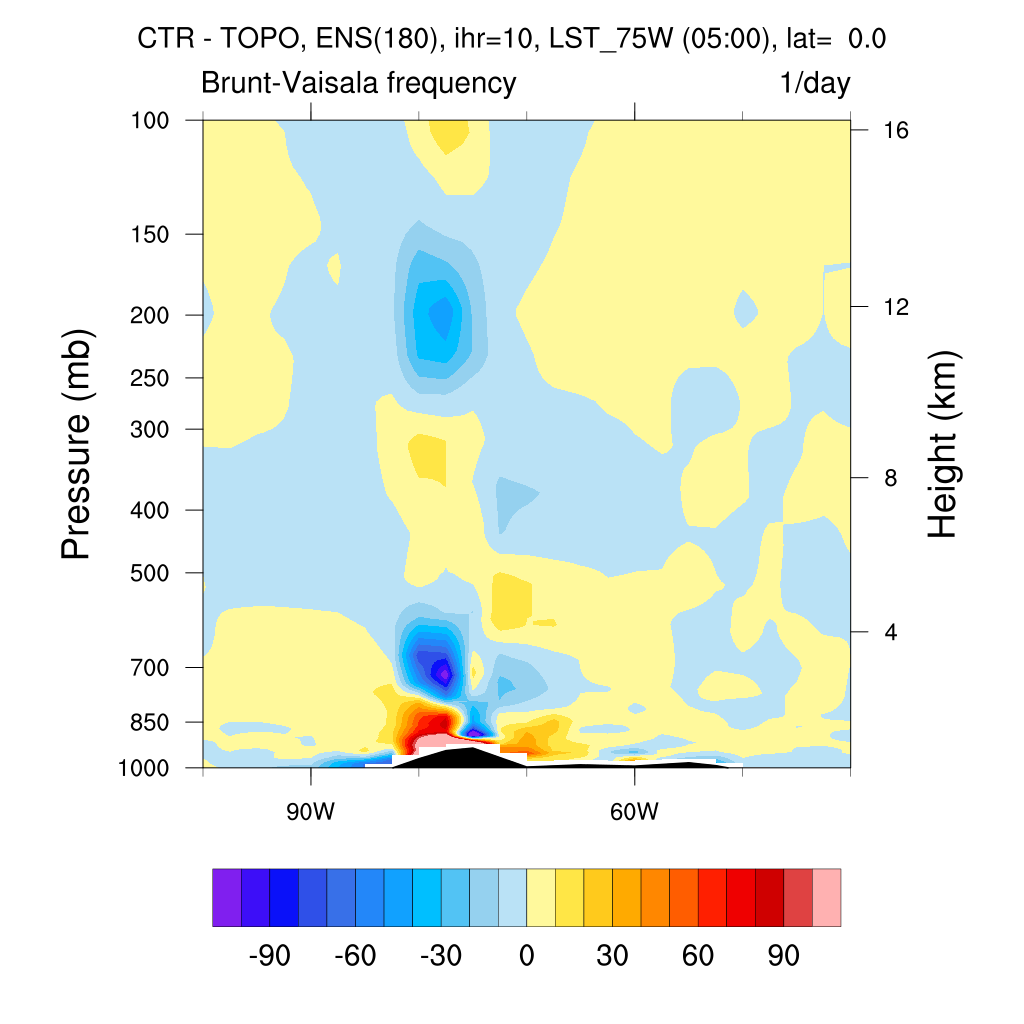 CTR - TOPO, ENS(180), ihr=10, LST_75W (05:00), lat=  0.0
Brunt-Vaisala frequency 1/day
100
150
200
250
300
400
500
700
850
1000
Pressure (mb)
16
12
8
4
Height (km)
90W 60W
-90 -60 -30 0 30 60 90